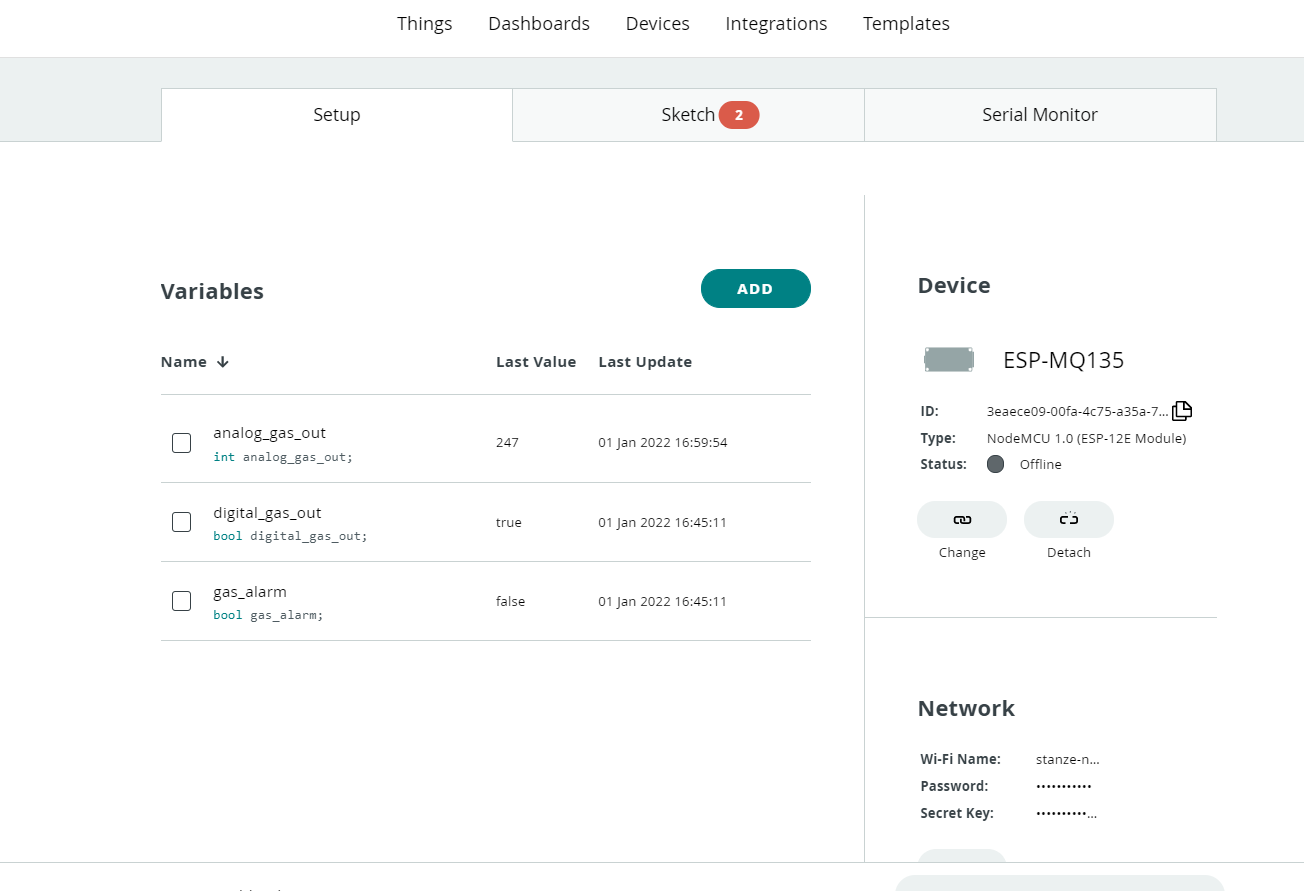 Things Dashboards Devices Integrations Templates
Setup Sketch 2 Serial Monitor
Variables
ADD
Name ↓ Last Value Last Update
analog_gas_out
int analog_gas_out;
247 01 Jan 2022 16:59:54
digital_gas_out
bool digital_gas_out;
true 01 Jan 2022 16:45:11
gas_alarm
bool gas_alarm;
false 01 Jan 2022 16:45:11
Device
ESP-MQ135
ID: 3eaece09-00fa-4c75-a35a-7...
Type: NodeMCU 1.0 (ESP-12E Module)
Status: Offline
Change Detach
Network
Wi-Fi Name: stanze-n...
Password: •••••••••••
Secret Key: ••••••••••...